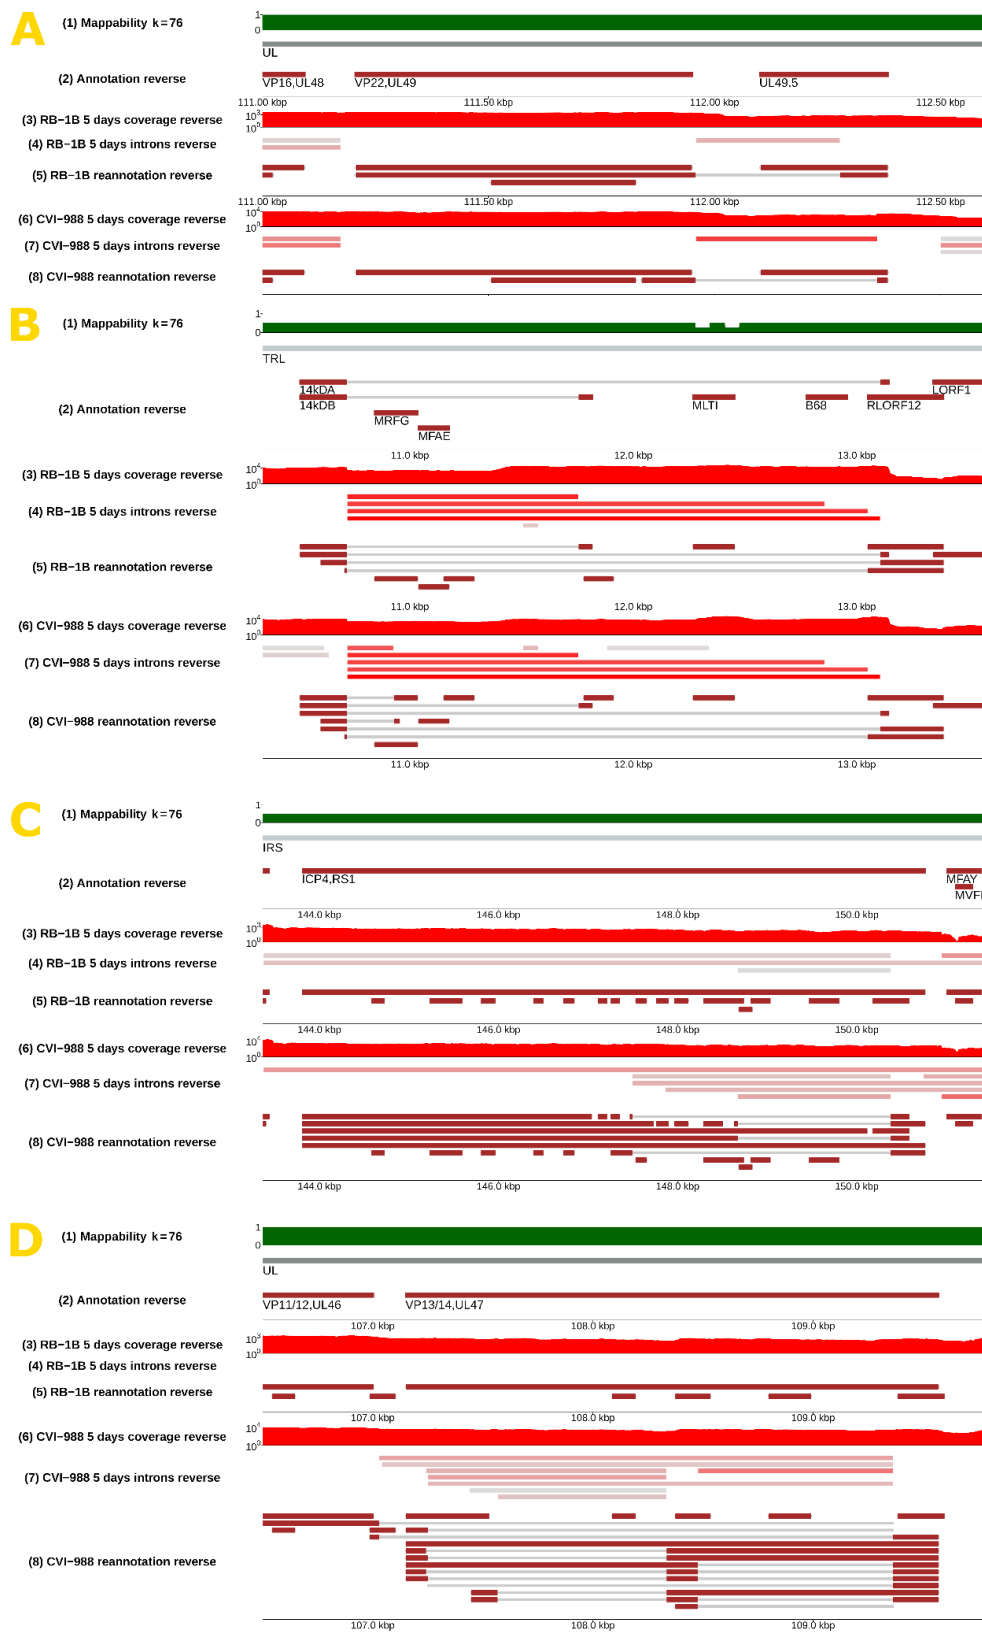 A
(1) Mappability k=76
1
0
UL
(2) Annotation reverse
VP16,UL48 VP22,UL49 UL49.5
111.00 kbp 111.50 kbp 112.00 kbp 112.50 kbp
(3) RB−1B 5 days coverage reverse
(4) RB−1B 5 days introns reverse
(5) RB−1B reannotation reverse
111.00 kbp 111.50 kbp 112.00 kbp 112.50 kbp
(6) CVI−988 5 days coverage reverse
10⁴
10⁰
(7) CVI−988 5 days introns reverse
(8) CVI−988 reannotation reverse
B
(1) Mappability k=76
1
0
TRL
14kDA LORF1
(2) Annotation reverse
14kDB MLTI B68 RLORF12
MRFG
MFAE
11.0 kbp 12.0 kbp 13.0 kbp
(3) RB−1B 5 days coverage reverse
10⁴
10⁰
(4) RB−1B 5 days introns reverse
(5) RB−1B reannotation reverse
11.0 kbp 12.0 kbp 13.0 kbp
(6) CVI−988 5 days coverage reverse
10⁴
10⁰
(7) CVI−988 5 days introns reverse
(8) CVI−988 reannotation reverse
11.0 kbp 12.0 kbp 13.0 kbp
C
(1) Mappability k=76
1
0
IRS
(2) Annotation reverse
ICP4,RS1 MFAY
144.0 kbp 146.0 kbp 148.0 kbp 150.0 kbp
(3) RB−1B 5 days coverage reverse
(4) RB−1B 5 days introns reverse
(5) RB−1B reannotation reverse
144.0 kbp 146.0 kbp 148.0 kbp 150.0 kbp
(6) CVI−988 5 days coverage reverse
(7) CVI−988 5 days introns reverse
(8) CVI−988 reannotation reverse
144.0 kbp 146.0 kbp 148.0 kbp 150.0 kbp
D
(1) Mappability k=76
1
0
UL
(2) Annotation reverse
VP11/12,UL46 VP13/14,UL47
107.0 kbp 108.0 kbp 109.0 kbp
(3) RB−1B 5 days coverage reverse
(4) RB−1B 5 days introns reverse
(5) RB−1B reannotation reverse
107.0 kbp 108.0 kbp 109.0 kbp
(6) CVI−988 5 days coverage reverse
10⁴
10⁰
(7) CVI−988 5 days introns reverse
(8) CVI−988 reannotation reverse
107.0 kbp 108.0 kbp 109.0 kbp